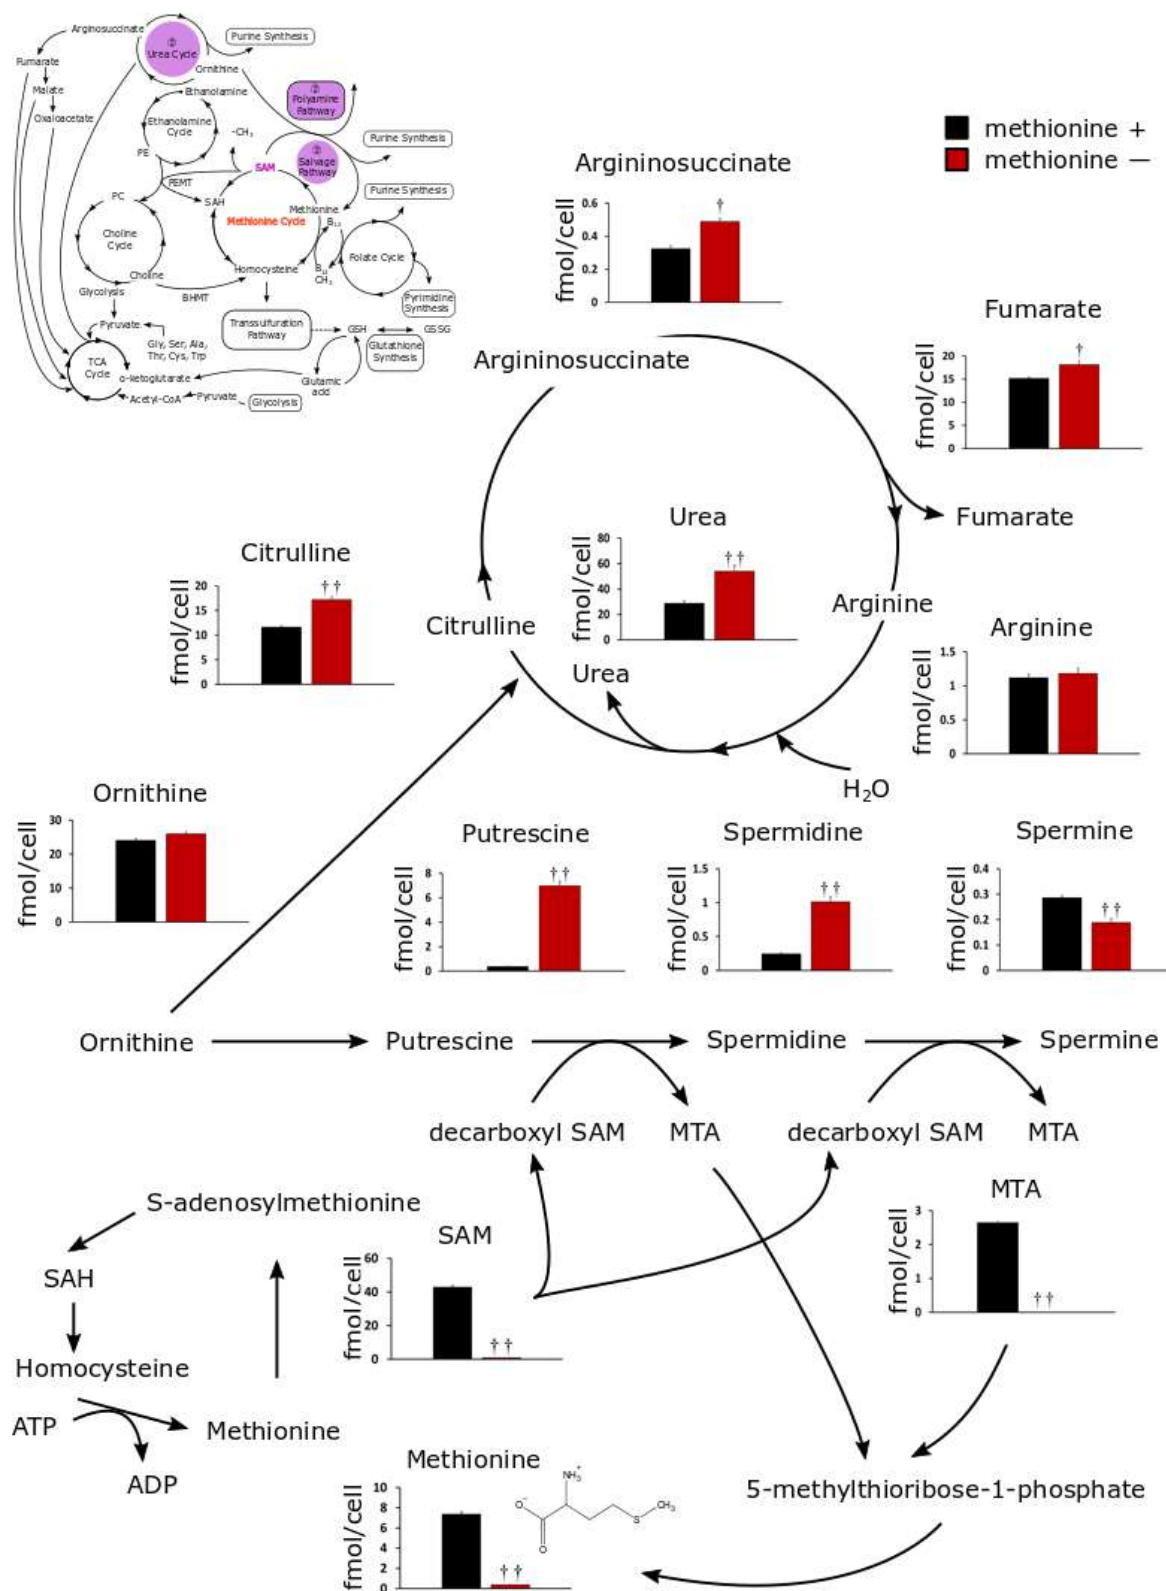 Arginosuccinate
①
Urea Cycle
Purine Synthesis
Fumarate
Ornithine
Malate
Ethanolamine
②
Polyamine
Pathway
Oxaloacetate
Ethanolamine
Cycle
-CH3
Purine Synthesis
PE
SAM
Salvage
Pathway
PEMT
Purine Synthesis
PC
SAH
Methionine
Methionine Cycle
B12
Choline
Cycle
Folate Cycle
Homocysteine
B12
CH3
Choline
Glycolysis
BHMT
Pyrimidine
Synthesis
Transsulfuration
Pathway
Pyruvate
GSH
GSSG
Gly, Ser, Ala,
Thr, Cys, Trp
Glutathione
Synthesis
TCA
Cycle
α-ketoglutarate
Glutamic
acid
Acetyl-CoA
Pyruvate
Glycolysis
methionine +
methionine —
Argininosuccinate
fmol/cell
0.6
0.4
0.2
0
†
Fumarate
fmol/cell
20
15
10
5
0
†
Argininosuccinate
Fumarate
Urea
fmol/cell
80
60
40
20
0
††
Citrulline
fmol/cell
20
15
10
5
0
††
Citrulline
Arginine
Arginine
fmol/cell
1.5
1
0.5
0
Urea
H2O
Ornithine
fmol/cell
30
20
10
0
Putrescine
fmol/cell
8
6
4
2
0
††
Spermidine
fmol/cell
1.5
1
0.5
0
††
Spermine
fmol/cell
0.4
0.3
0.2
0.1
0
††
Ornithine
Putrescine
Spermidine
Spermine
decarboxyl SAM
MTA
decarboxyl SAM
MTA
S-adenosylmethionine
SAM
fmol/cell
60
40
20
0
††
MTA
fmol/cell
3
2
1
0
††
SAH
Homocysteine
ATP
ADP
Methionine
Methionine
fmol/cell
10
8
6
4
2
0
††
NH3+
O-
O
S
CH3
5-methylthioribose-1-phosphate